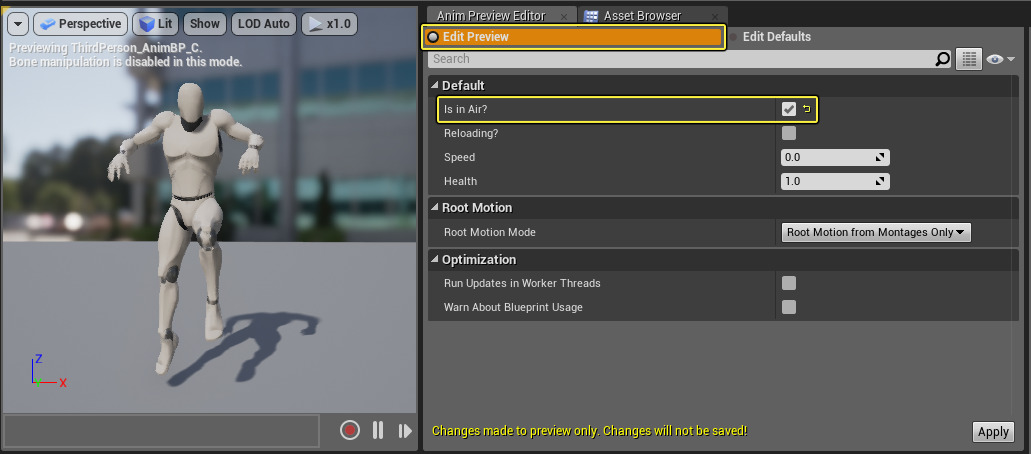 Perspective
Lit
Show
LOD Auto
x1.0
Previewing ThirdPerson_AnimBP_C.
Bone manipulation is disabled in this mode.
Z
X
Anim Preview Editor
Asset Browser
Edit Preview
Edit Defaults
Search
Default
Is in Air?
Reloading?
Speed
0.0
Health
1.0
Root Motion
Root Motion Mode
Root Motion from Montages Only
Optimization
Run Updates in Worker Threads
Warn About Blueprint Usage
Changes made to preview only. Changes will not be saved!
Apply